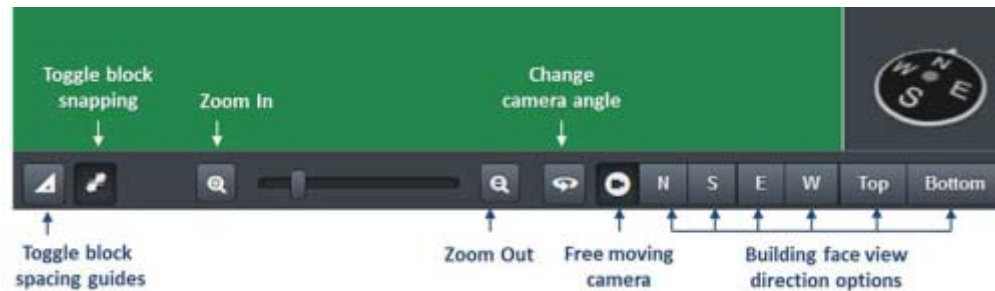 Toggle block
snapping
Zoom In
Change
camera angle
W N
S E
N S E W Top Bottom
Toggle block
spacing guides
Zoom Out
Free moving
camera
Building face view
direction options